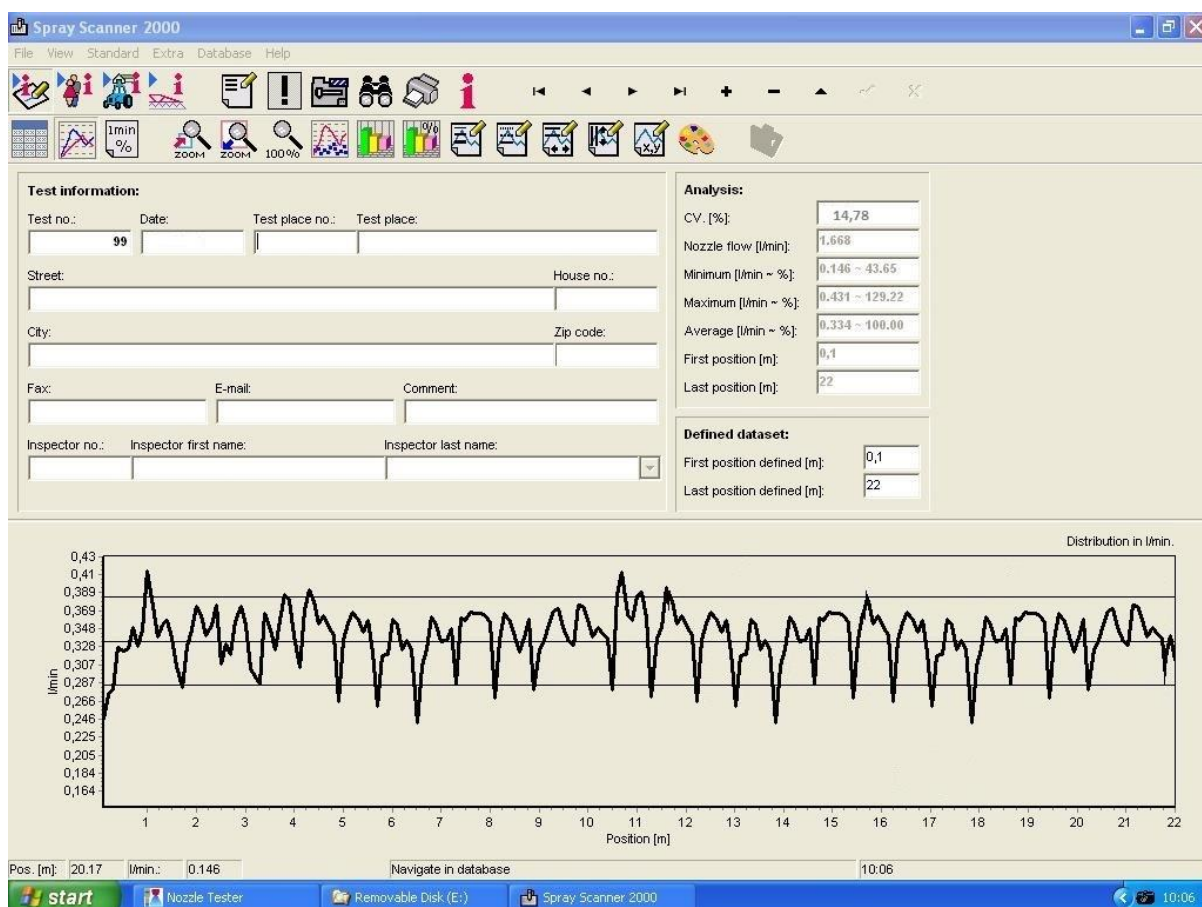 Spray Scanner 2000
File View Standard Extra Database Help
1min
%
ZOOM ZOOM 100% % x,y
Test information:
Test no.: Date: Test place no.: Test place:
99
Street: House no.:
City: Zip code:
Fax: E-mail: Comment:
Inspector no.: Inspector first name: Inspector last name:
Analysis:
CV. [%]: 14,78
Nozzle flow [l/min]: 1.668
Minimum [l/min ~ %]: 0.146 ~ 43.65
Maximum [l/min ~ %]: 0.431 ~ 129.22
Average [l/min ~ %]: 0.334 ~ 100.00
First position [m]: 0,1
Last position [m]: 22
Defined dataset:
First position defined [m]: 0,1
Last position defined [m]: 22
Distribution in l/min.
0,43
0,41
0,389
0,369
0,348
0,328
0,307
0,287
0,266
0,246
0,225
0,205
0,184
0,164
l/min
1 2 3 4 5 6 7 8 9 10 11 12 13 14 15 16 17 18 19 20 21 22
Position [m]
Pos. [m]: 20.17 l/min.: 0.146 Navigate in database 10:06
start Nozzle Tester Removable Disk (E:) Spray Scanner 2000 10:06